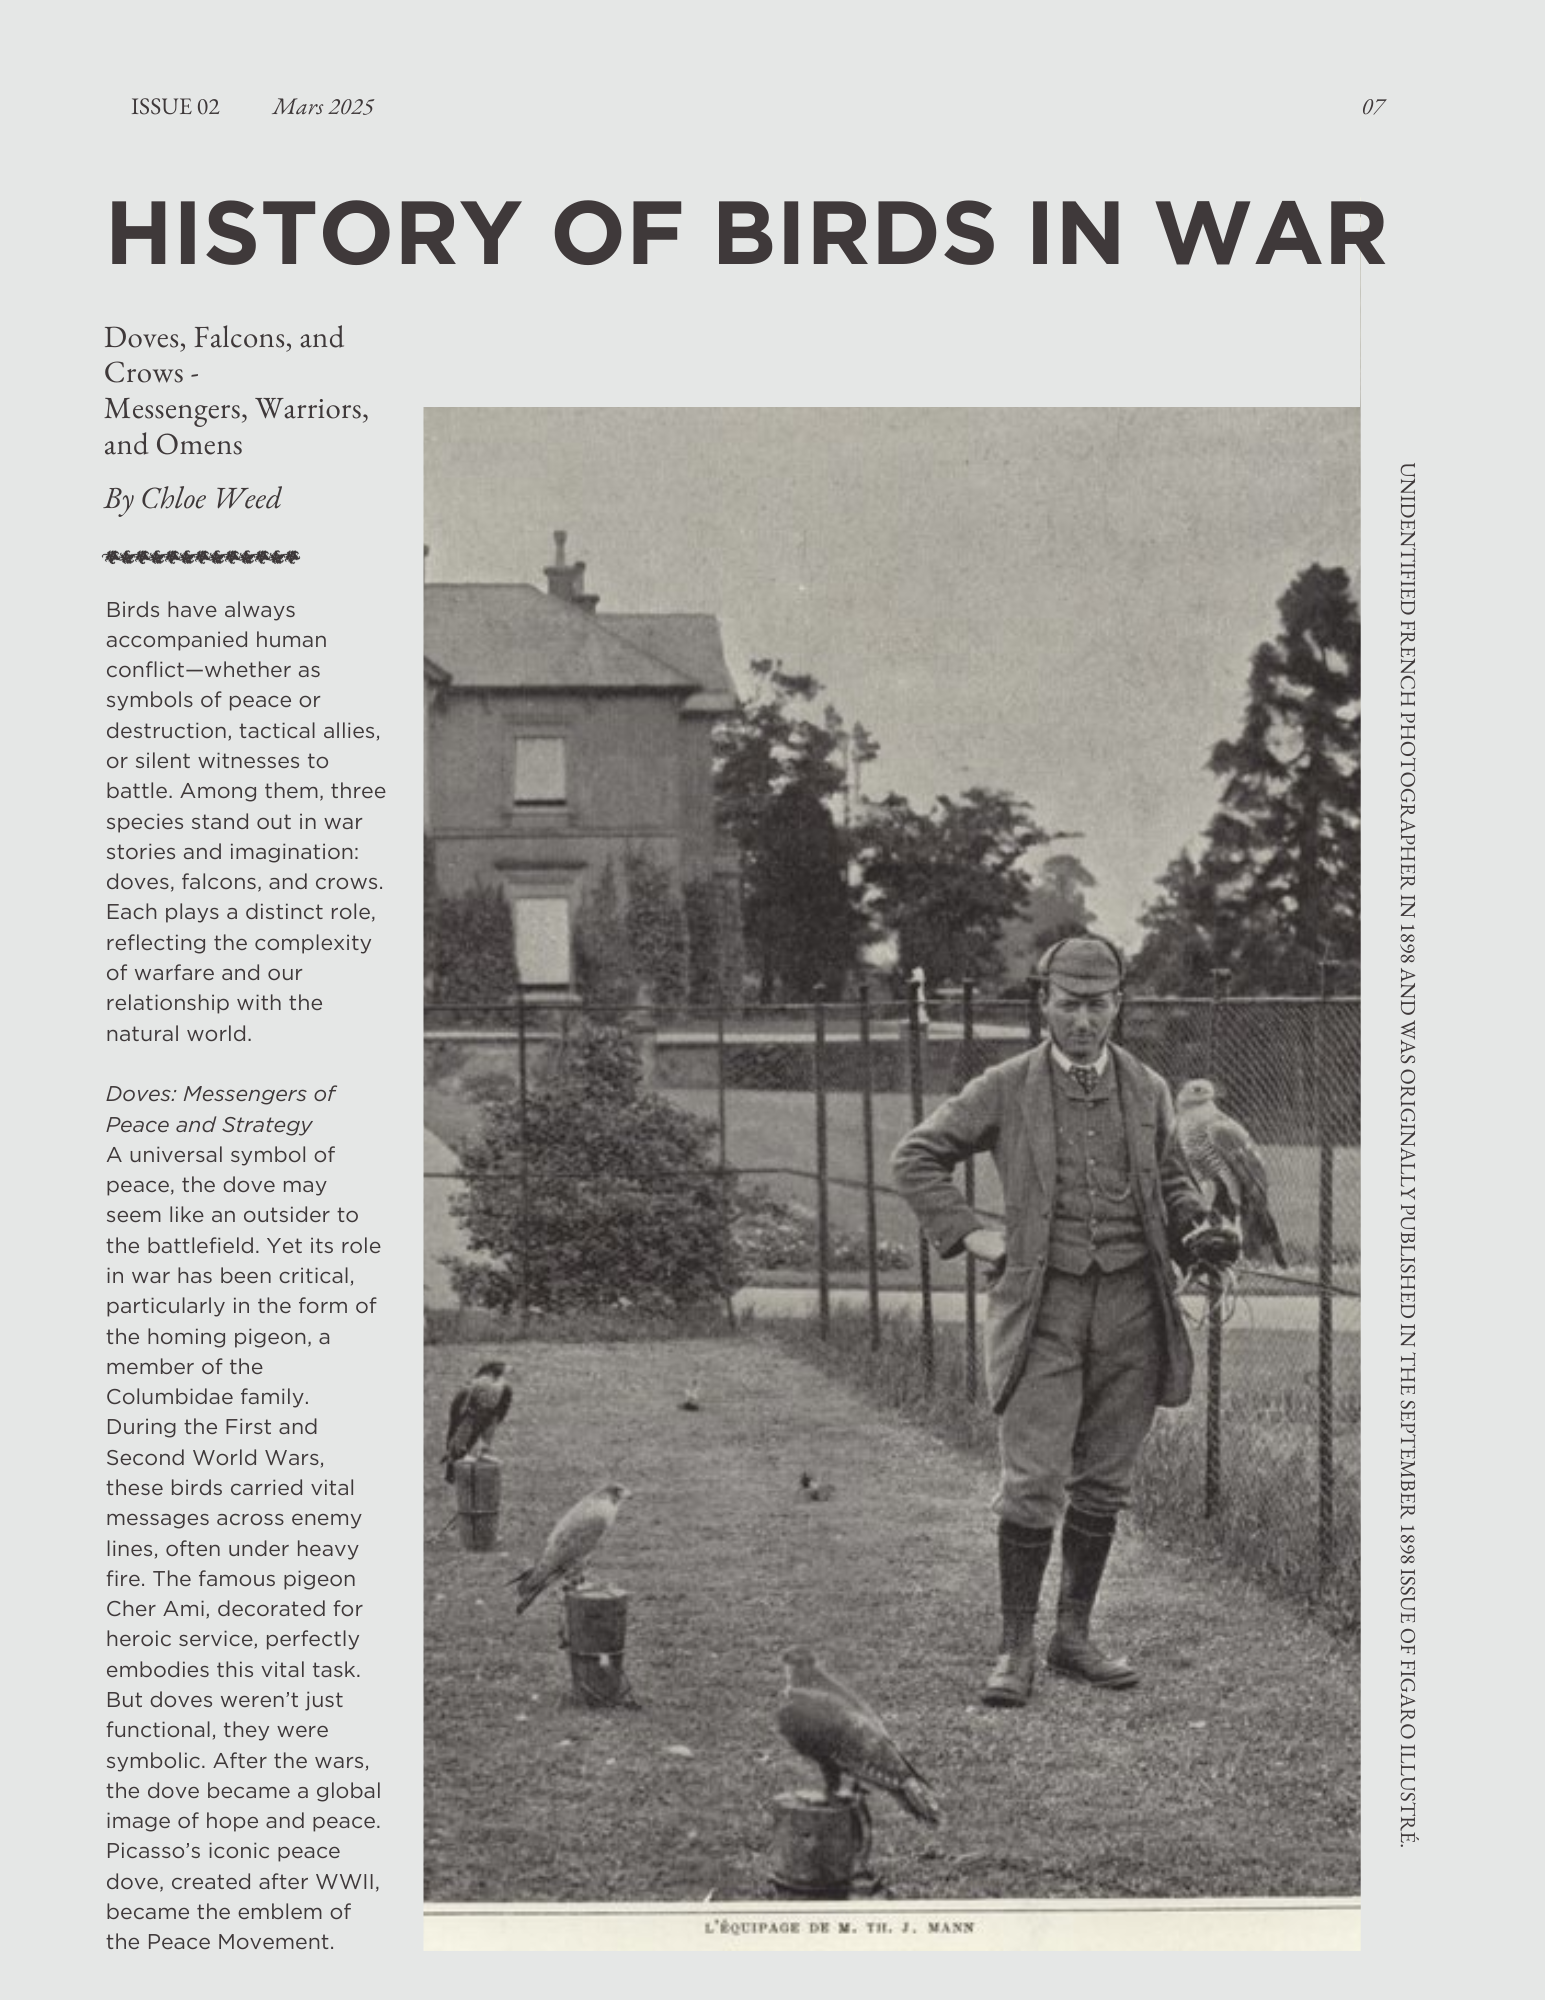 ISSUE 02 Mars 2025 07
HISTORY OF BIRDS IN WAR
Doves, Falcons, and
Crows -
Messengers, Warriors,
and Omens
By Chloe Weed
Birds have always
accompanied human
conflict—whether as
symbols of peace or
destruction, tactical allies,
or silent witnesses to
battle. Among them, three
species stand out in war
stories and imagination:
doves, falcons, and crows.
Each plays a distinct role,
reflecting the complexity
of warfare and our
relationship with the
natural world.
Doves: Messengers of
Peace and Strategy
A universal symbol of
peace, the dove may
seem like an outsider to
the battlefield. Yet its role
in war has been critical,
particularly in the form of
the homing pigeon, a
member of the
Columbidae family.
During the First and
Second World Wars,
these birds carried vital
messages across enemy
lines, often under heavy
fire. The famous pigeon
Cher Ami, decorated for
heroic service, perfectly
embodies this vital task.
But doves weren’t just
functional, they were
symbolic. After the wars,
the dove became a global
image of hope and peace.
Picasso’s iconic peace
dove, created after WWII,
became the emblem of
the Peace Movement.
L'ÉQUIPAGE DE M. TH. J. MANN
UNIDENTIFIED FRENCH PHOTOGRAPHER IN 1898 AND WAS ORIGINALLY PUBLISHED IN THE SEPTEMBER 1898 ISSUE OF FIGARO ILLUSTRÉ.